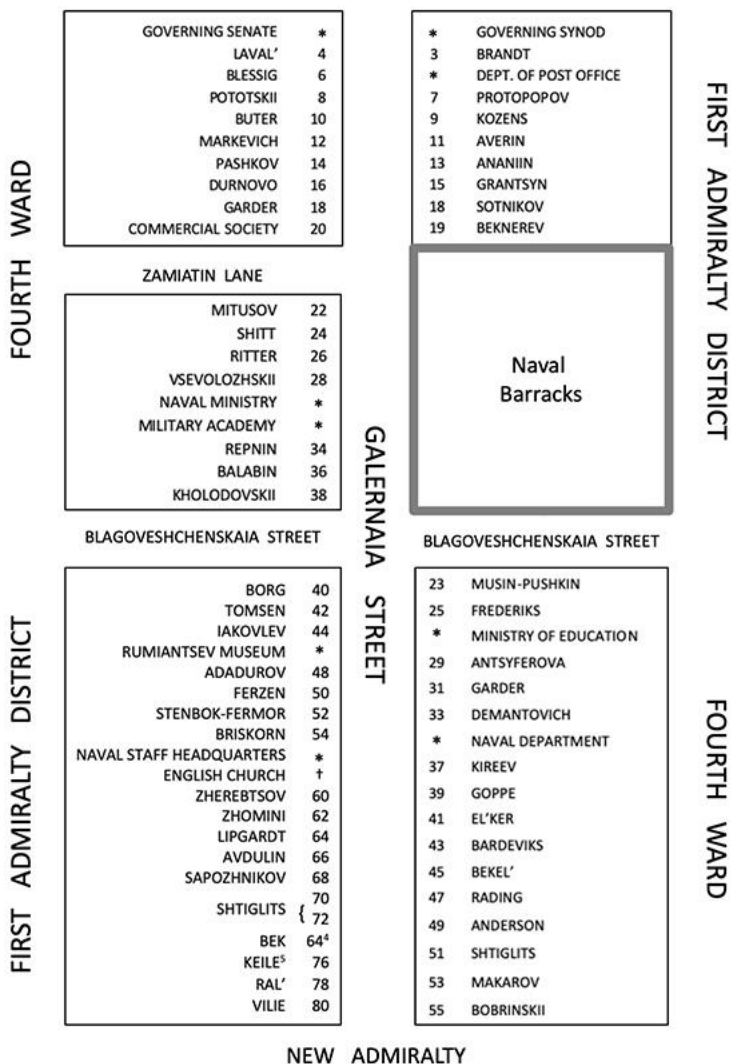 GOVERNING SENATE *
LAVAL′ 4
BLESSIG 6
POTOTSKII 8
BUTER 10
MARKEVICH 12
PASHKOV 14
DURNOVO 16
GARDER 18
COMMERCIAL SOCIETY 20
* GOVERNING SYNOD
3 BRANDT
* DEPT. OF POST OFFICE
7 PROTOPOPOV
9 KOZENS
11 AVERIN
13 ANANIIN
15 GRANTSYN
18 SOTNIKOV
19 BEKNEREV
FOURTH WARD
FIRST ADMIRALTY DISTRICT
ZAMIATIN LANE
MITUSOV 22
SHITT 24
RITTER 26
VSEVOLOZHSKII 28
NAVAL MINISTRY *
MILITARY ACADEMY *
REPNIN 34
BALABIN 36
KHOLODOVSKII 38
Naval
Barracks
GALERNAIA STREET
BLAGOVESHCHENSKAIA STREET
BLAGOVESHCHENSKAIA STREET
BORG 40
TOMSEN 42
IAKOVLEV 44
RUMIANTSEV MUSEUM *
ADADUROV 48
FERZEN 50
STENBOK-FERMOR 52
BRISKORN 54
NAVAL STAFF HEADQUARTERS *
ENGLISH CHURCH †
ZHEREBTSOV 60
ZHOMINI 62
LIPGARDT 64
AVDULIN 66
SAPOZHNIKOV 68
SHTIGLITS { 70
72
BEK 64⁴
KEILE⁵ 76
RAL′ 78
VILIE 80
23 MUSIN-PUSHKIN
25 FREDERIKS
* MINISTRY OF EDUCATION
29 ANTSYFEROVA
31 GARDER
33 DEMANTOVICH
* NAVAL DEPARTMENT
37 KIREEV
39 GOPPE
41 EL′KER
43 BARDEVIKS
45 BEKEL′
47 RADING
49 ANDERSON
51 SHTIGLITS
53 MAKAROV
55 BOBRINSKII
FIRST ADMIRALTY DISTRICT
FOURTH WARD
NEW ADMIRALTY